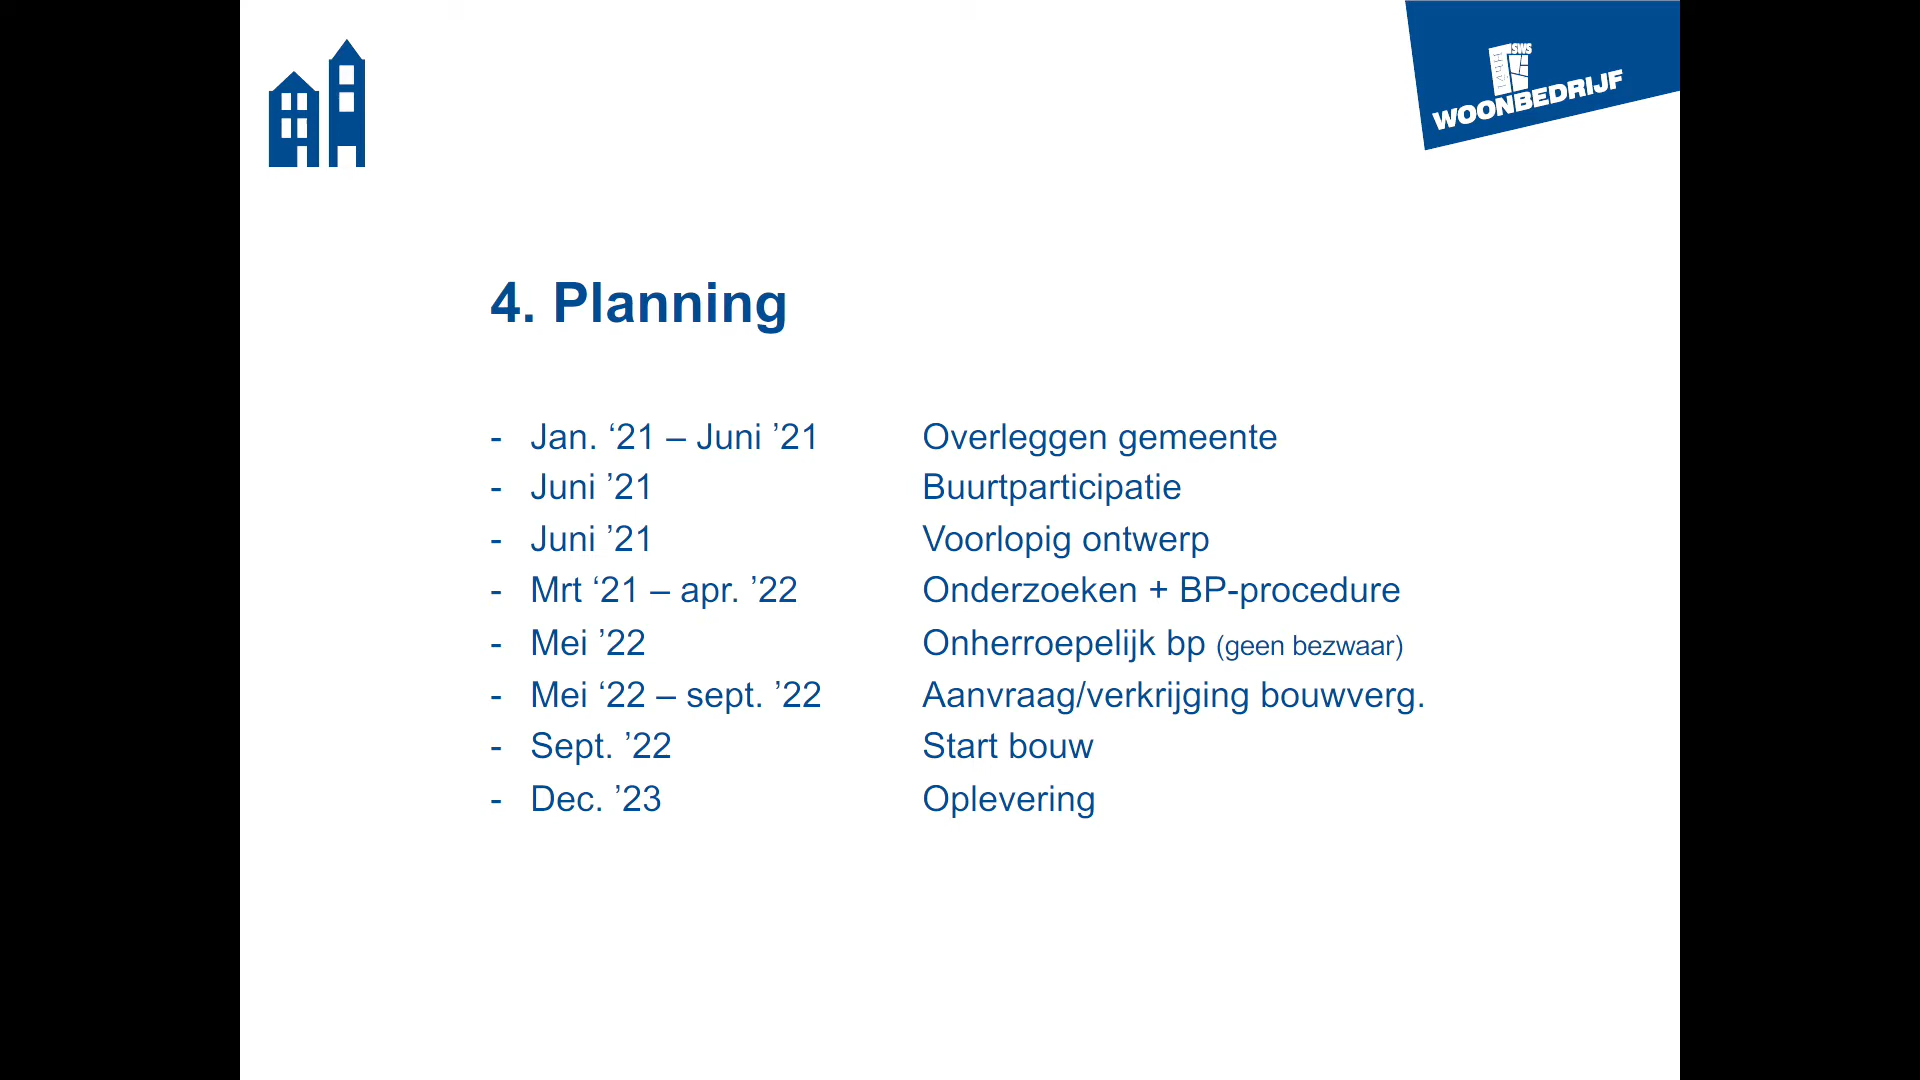 SWS
HHVL
WOONBEDRIJF
4. Planning
- Jan. ‘21 – Juni ’21 Overleggen gemeente
- Juni ’21 Buurtparticipatie
- Juni ’21 Voorlopig ontwerp
- Mrt ‘21 – apr. ’22 Onderzoeken + BP-procedure
- Mei ’22 Onherroepelijk bp (geen bezwaar)
- Mei ‘22 – sept. ’22 Aanvraag/verkrijging bouwverg.
- Sept. ’22 Start bouw
- Dec. ’23 Oplevering